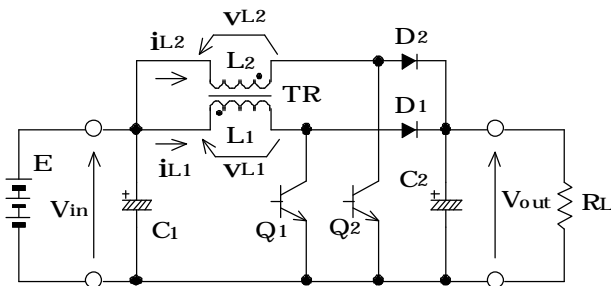 vL2
iL2
L2
D2
TR
D1
L1
E
iL1
vL1
Vin
C1
Q1
Q2
C2
Vout
RL
+
+